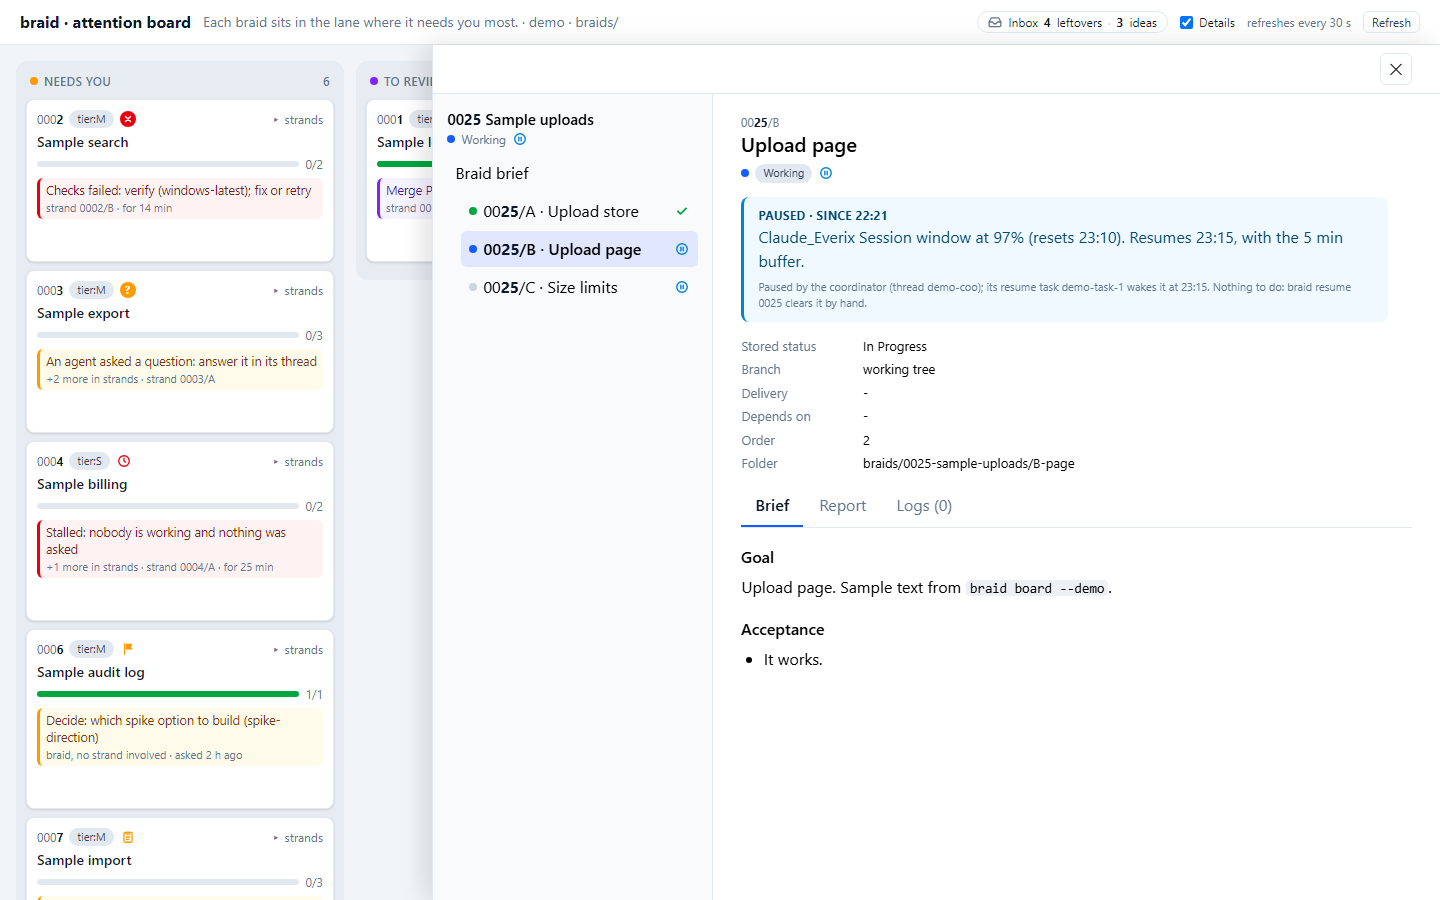 braid · attention board
Each braid sits in the lane where it needs you most. · demo · braids/
Inbox 4 leftovers · 3 ideas
Details
refreshes every 30 s
Refresh
NEEDS YOU
6
0002 tier:M
strands
Sample search
0/2
Checks failed: verify (windows-latest); fix or retry
strand 0002/B · for 14 min
0003 tier:M
strands
Sample export
0/3
An agent asked a question: answer it in its thread
+2 more in strands · strand 0003/A
0004 tier:S
strands
Sample billing
0/2
Stalled: nobody is working and nothing was
asked
+1 more in strands · strand 0004/A · for 25 min
0006 tier:M
strands
Sample audit log
1/1
Decide: which spike option to build (spike-
direction)
braid, no strand involved · asked 2 h ago
0007 tier:M
strands
Sample import
0/3
TO REVI
0001
Sample
Merge P
strand 00
0025 Sample uploads
Working
Braid brief
0025/A · Upload store
0025/B · Upload page
0025/C · Size limits
0025/B
Upload page
Working
PAUSED · SINCE 22:21
Claude_Everix Session window at 97% (resets 23:10). Resumes 23:15, with the 5 min
buffer.
Paused by the coordinator (thread demo-coo); its resume task demo-task-1 wakes it at 23:15. Nothing to do: braid resume
0025 clears it by hand.
Stored status In Progress
Branch working tree
Delivery -
Depends on -
Order 2
Folder braids/0025-sample-uploads/B-page
Brief Report Logs (0)
Goal
Upload page. Sample text from braid board --demo.
Acceptance
• It works.